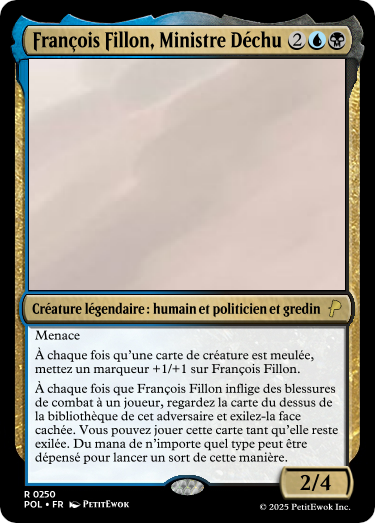 François Fillon, Ministre Déchu 2
Créature légendaire : humain et politicien et gredin
Menace
À chaque fois qu'une carte de créature est meulée,
mettez un marqueur +1/+1 sur François Fillon.
À chaque fois que François Fillon inflige des blessures
de combat à un joueur, regardez la carte du dessus de
la bibliothèque de cet adversaire et exilez-la face
cachée. Vous pouvez jouer cette carte tant qu'elle reste
exilée. Du mana de n'importe quel type peut être
dépensé pour lancer un sort de cette manière.
2/4
R 0250
POL • FR PetitEwok
© 2025 PetitEwok Inc.